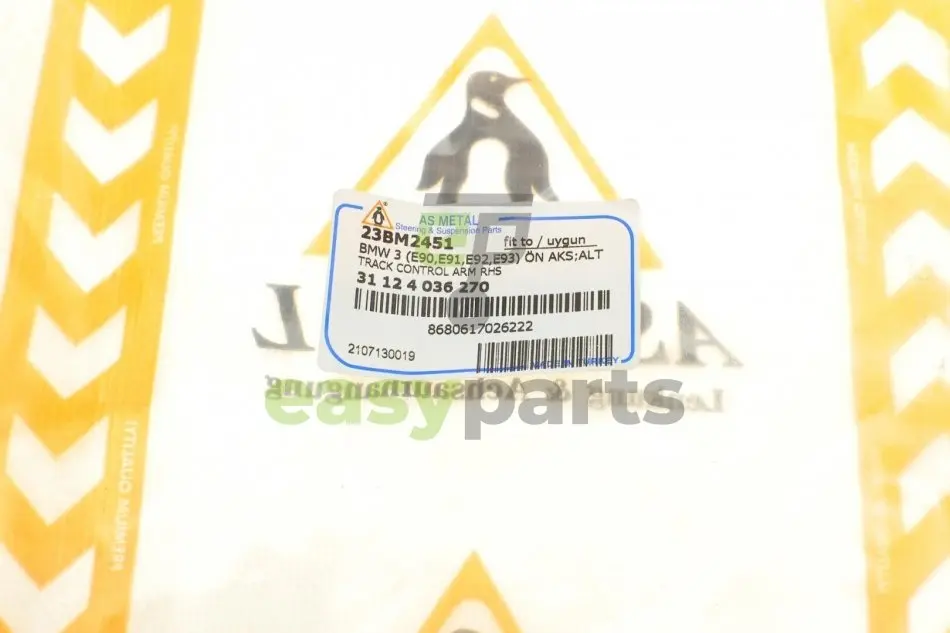 AS METAL
Steering & Suspension Parts
23BM2451
fit to / uygun
BMW 3 (E90,E91,E92,E93) ÖN AKS;ALT
TRACK CONTROL ARM RHS
31 12 4 036 270
8680617026222
2107130019
MADE IN TURKEY
easyparts